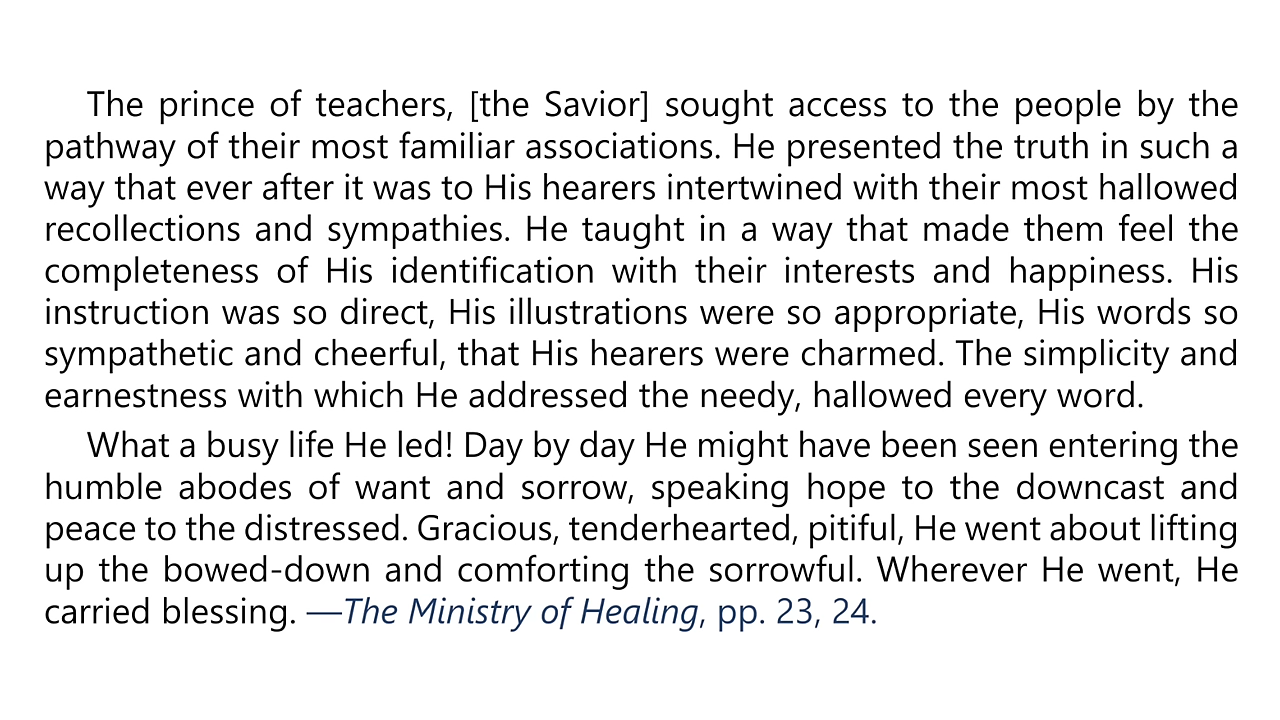 The prince of teachers, [the Savior] sought access to the people by the
pathway of their most familiar associations. He presented the truth in such a
way that ever after it was to His hearers intertwined with their most hallowed
recollections and sympathies. He taught in a way that made them feel the
completeness of His identification with their interests and happiness. His
instruction was so direct, His illustrations were so appropriate, His words so
sympathetic and cheerful, that His hearers were charmed. The simplicity and
earnestness with which He addressed the needy, hallowed every word.
What a busy life He led! Day by day He might have been seen entering the
humble abodes of want and sorrow, speaking hope to the downcast and
peace to the distressed. Gracious, tenderhearted, pitiful, He went about lifting
up the bowed-down and comforting the sorrowful. Wherever He went, He
carried blessing. —The Ministry of Healing, pp. 23, 24.